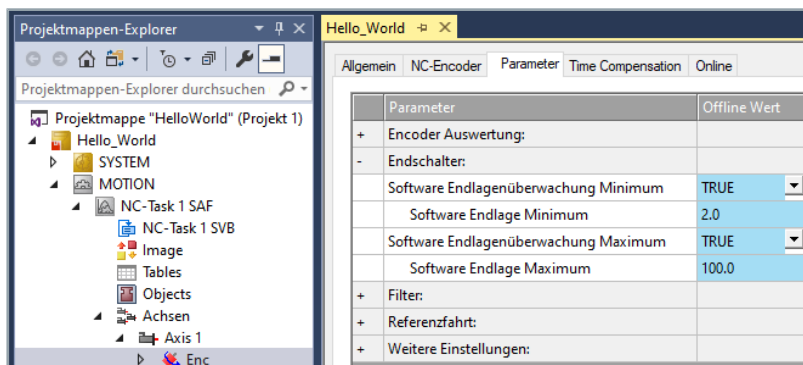 Projektmappen-Explorer
Projektmappen-Explorer durchsuchen
Projektmappe "HelloWorld" (Projekt 1)
Hello_World
SYSTEM
MOTION
NC-Task 1 SAF
NC-Task 1 SVB
Image
Tables
Objects
Achsen
Axis 1
Enc
Hello_World
Allgemein NC-Encoder Parameter Time Compensation Online
Parameter Offline Wert
+ Encoder Auswertung:
- Endschalter:
Software Endlagenüberwachung Minimum TRUE
Software Endlage Minimum 2.0
Software Endlagenüberwachung Maximum TRUE
Software Endlage Maximum 100.0
+ Filter:
+ Referenzfahrt:
+ Weitere Einstellungen: